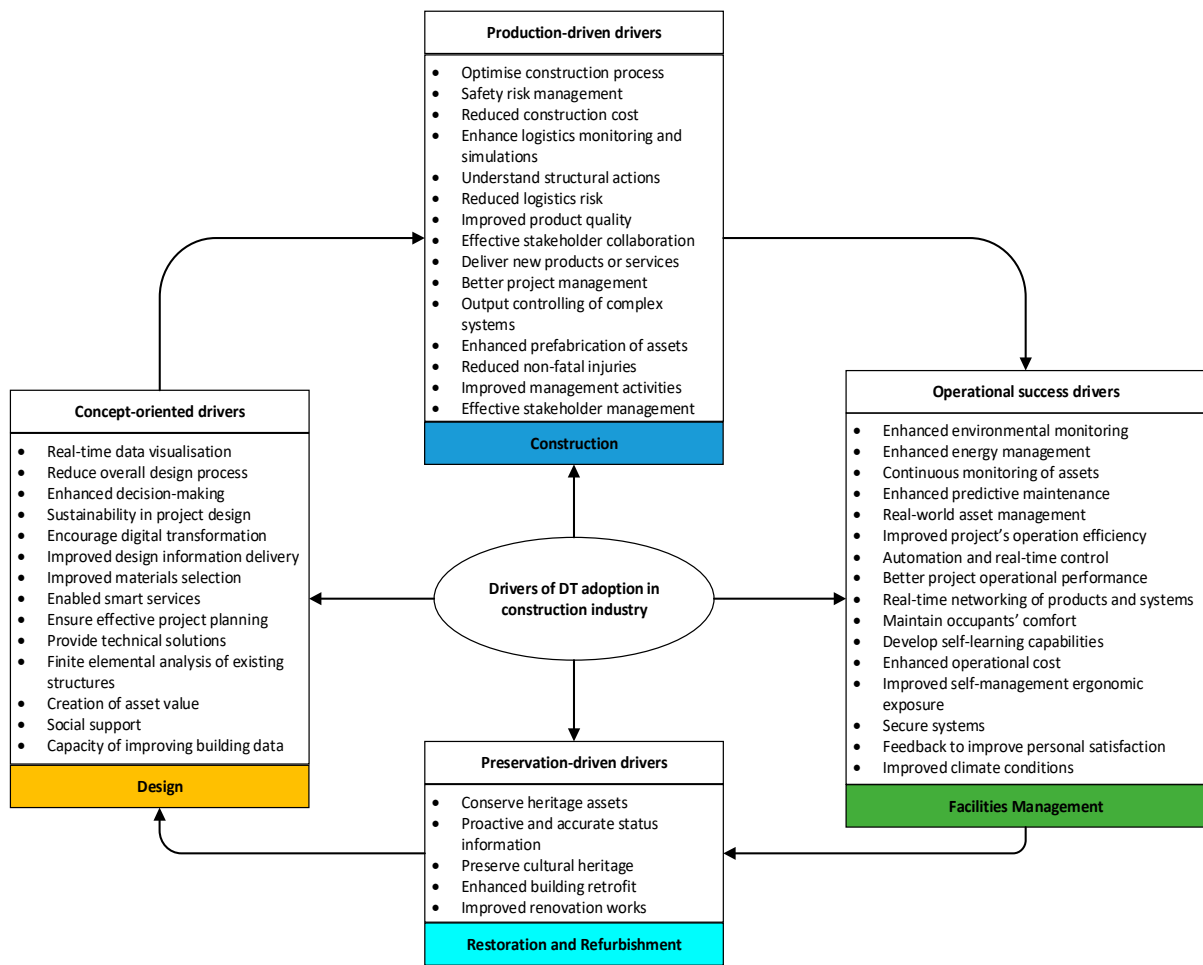 Production-driven drivers
• Optimise construction process
• Safety risk management
• Reduced construction cost
• Enhance logistics monitoring and
simulations
• Understand structural actions
• Reduced logistics risk
• Improved product quality
• Effective stakeholder collaboration
• Deliver new products or services
• Better project management
• Output controlling of complex
systems
• Enhanced prefabrication of assets
• Reduced non-fatal injuries
• Improved management activities
• Effective stakeholder management
Construction
Concept-oriented drivers
• Real-time data visualisation
• Reduce overall design process
• Enhanced decision-making
• Sustainability in project design
• Encourage digital transformation
• Improved design information delivery
• Improved materials selection
• Enabled smart services
• Ensure effective project planning
• Provide technical solutions
• Finite elemental analysis of existing
structures
• Creation of asset value
• Social support
• Capacity of improving building data
Design
Drivers of DT adoption in
construction industry
Operational success drivers
• Enhanced environmental monitoring
• Enhanced energy management
• Continuous monitoring of assets
• Enhanced predictive maintenance
• Real-world asset management
• Improved project's operation efficiency
• Automation and real-time control
• Better project operational performance
• Real-time networking of products and systems
• Maintain occupants' comfort
• Develop self-learning capabilities
• Enhanced operational cost
• Improved self-management ergonomic
exposure
• Secure systems
• Feedback to improve personal satisfaction
• Improved climate conditions
Facilities Management
Preservation-driven drivers
• Conserve heritage assets
• Proactive and accurate status
information
• Preserve cultural heritage
• Enhanced building retrofit
• Improved renovation works
Restoration and Refurbishment